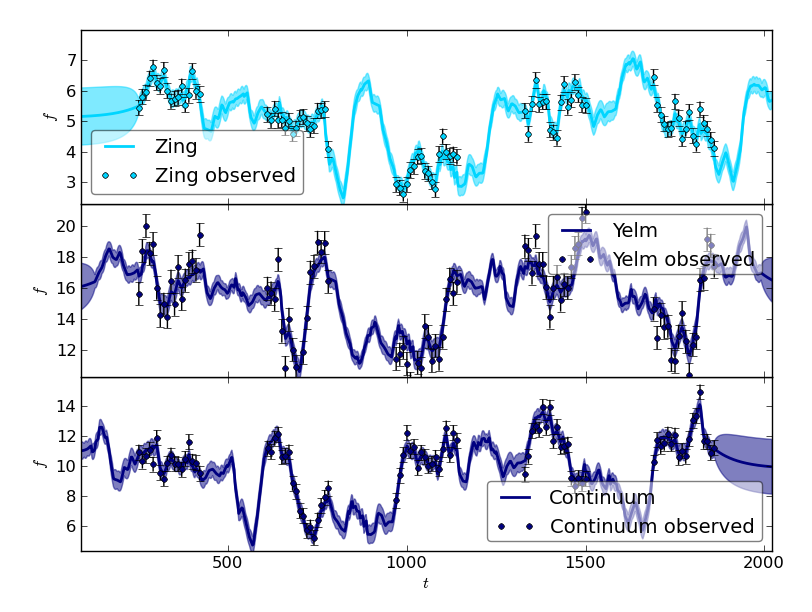 7
6
5
4
3
f
Zing
Zing observed
20
18
16
14
12
f
Yelm
Yelm observed
14
12
10
8
6
f
Continuum
Continuum observed
500
1000
1500
2000
t